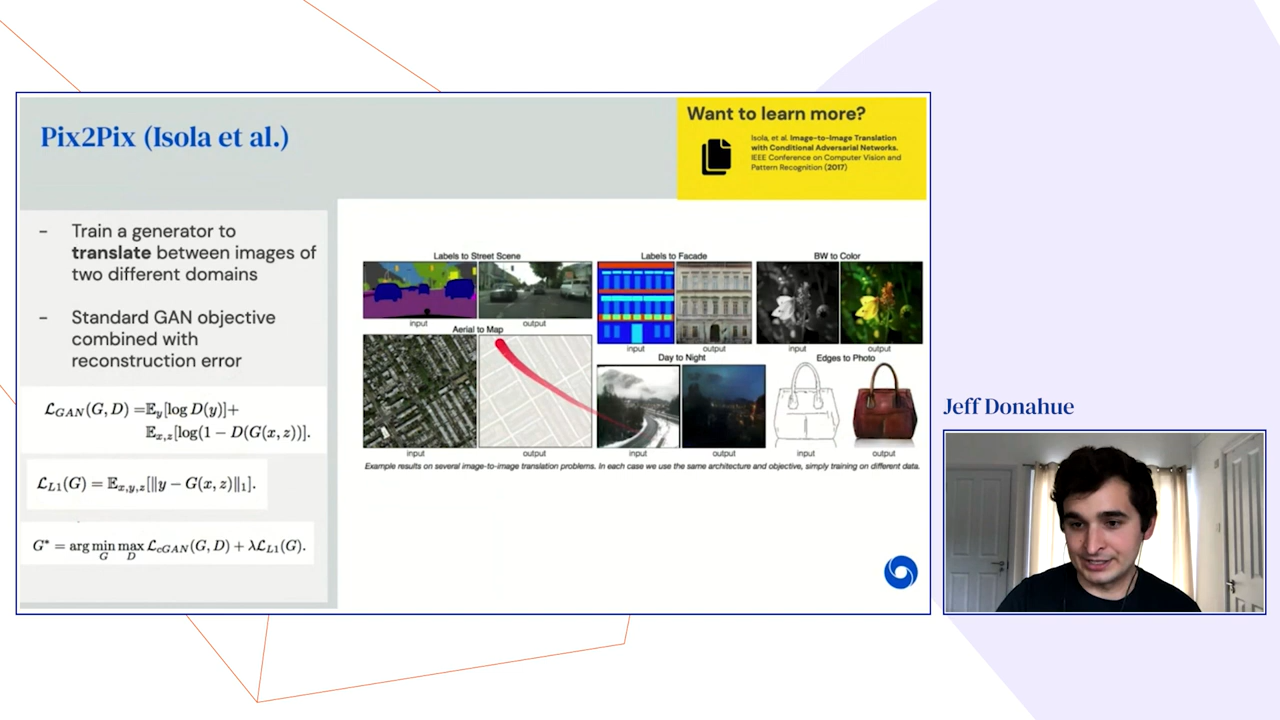 Pix2Pix (Isola et al.)
Want to learn more?
Isola, et al. Image-to-Image Translation
with Conditional Adversarial Networks.
IEEE Conference on Computer Vision and
Pattern Recognition (2017)
- Train a generator to
translate between images of
two different domains
- Standard GAN objective
combined with
reconstruction error
ℒ_GAN(G, D) =𝔼_y[log D(y)]+
𝔼_x,z[log(1 − D(G(x, z))].
ℒ_L1(G) = 𝔼_x,y,z[‖y − G(x, z)‖₁].
G* = arg min_G max_D ℒ_cGAN(G, D) + λℒ_L1(G).
Labels to Street Scene
input output
Aerial to Map
input output
Labels to Facade
input output
BW to Color
input output
Day to Night
input output
Edges to Photo
input output
Example results on several image-to-image translation problems. In each case we use the same architecture and objective, simply training on different data.
Jeff Donahue